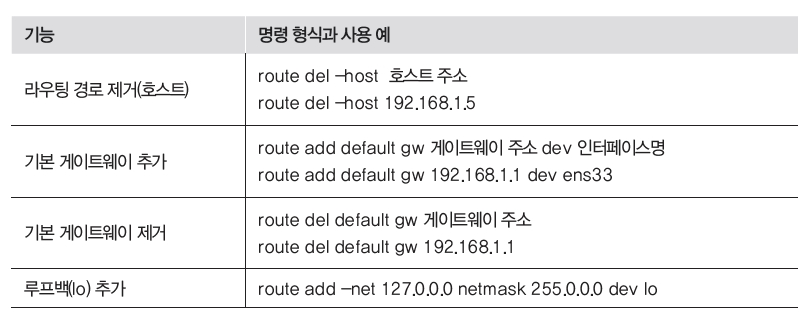 기능 명령 형식과 사용 예
라우팅 경로 제거(호스트)
route del –host 호스트 주소
route del –host 192.168.1.5
기본 게이트웨이 추가
route add default gw 게이트웨이 주소 dev 인터페이스명
route add default gw 192.168.1.1 dev ens33
기본 게이트웨이 제거
route del default gw 게이트웨이 주소
route del default gw 192.168.1.1
루프백(lo) 추가 route add –net 127.0.0.0 netmask 255.0.0.0 dev lo